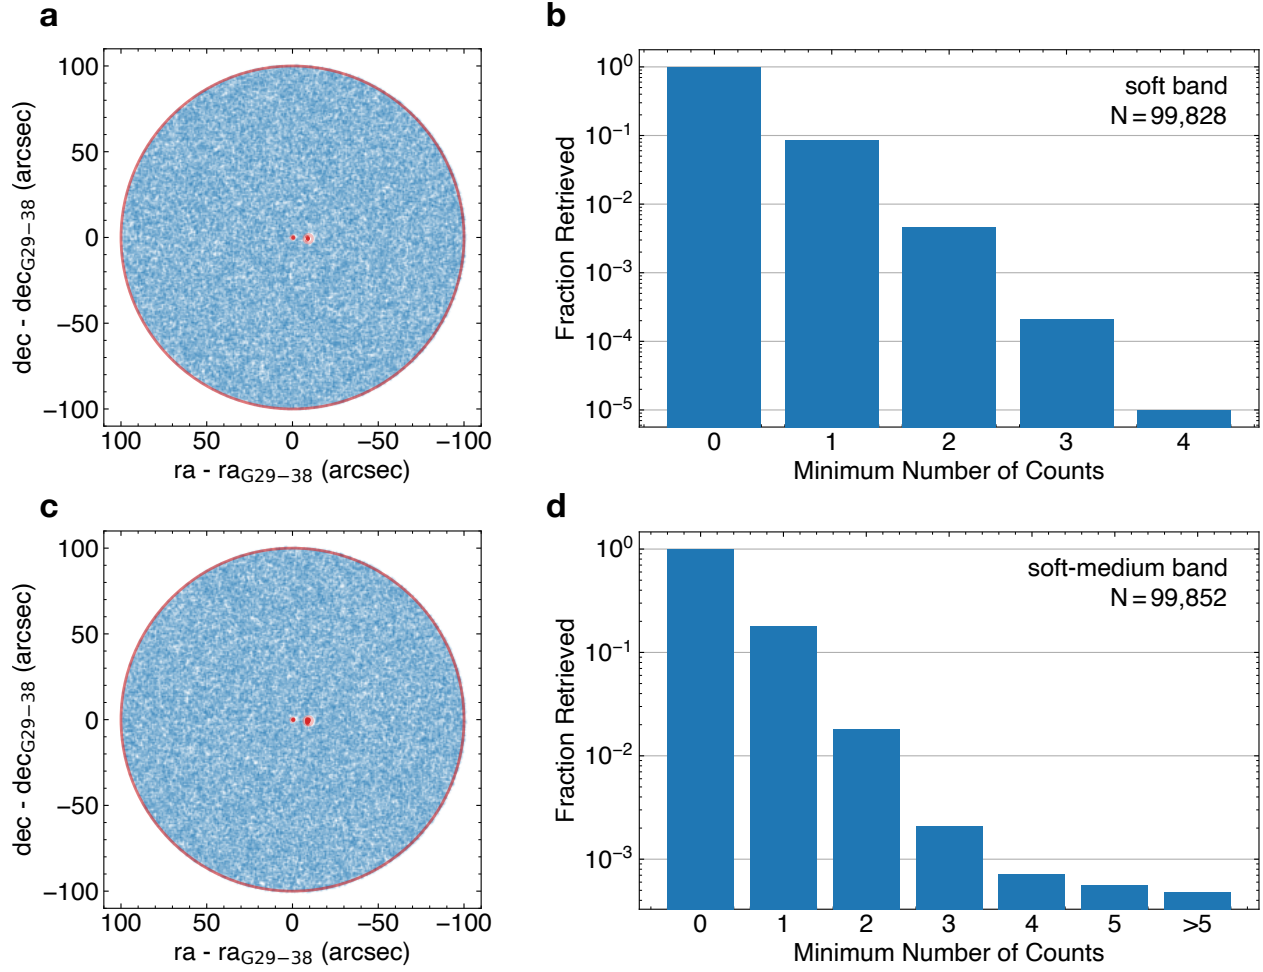 a
100
50
0
−50
−100
dec - dec_G29−38 (arcsec)
100 50 0 −50 −100
ra - ra_G29−38 (arcsec)
b
soft band
N = 99,828
10^0
10^−1
10^−2
10^−3
10^−4
10^−5
Fraction Retrieved
0 1 2 3 4
Minimum Number of Counts
c
100
50
0
−50
−100
dec - dec_G29−38 (arcsec)
100 50 0 −50 −100
ra - ra_G29−38 (arcsec)
d
soft-medium band
N = 99,852
10^0
10^−1
10^−2
10^−3
Fraction Retrieved
0 1 2 3 4 5 >5
Minimum Number of Counts